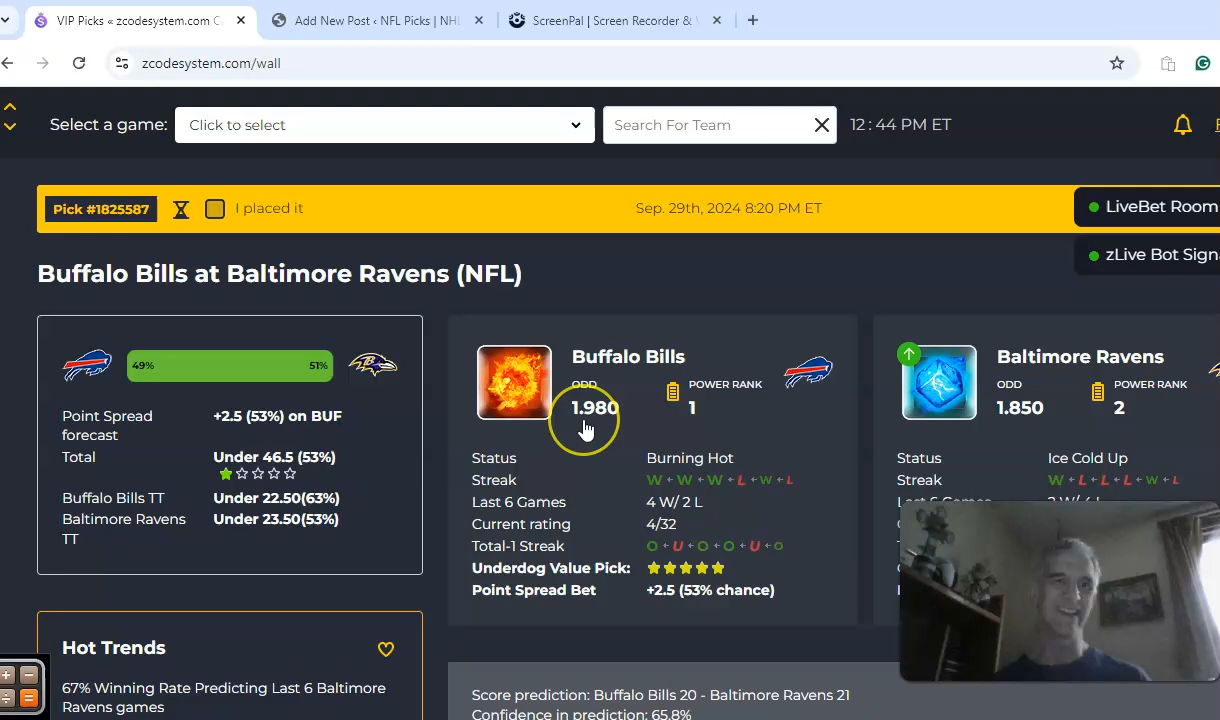 VIP Picks « zcodesystem.com C
Add New Post ‹ NFL Picks | NHL
ScreenPal | Screen Recorder &
zcodesystem.com/wall
Select a game:
Click to select
Search For Team
12 : 44 PM ET
Pick #1825587
I placed it
Sep. 29th, 2024 8:20 PM ET
LiveBet Room
zLive Bot Sign
Buffalo Bills at Baltimore Ravens (NFL)
49%
51%
Point Spread forecast
+2.5 (53%) on BUF
Total
Under 46.5 (53%)
Buffalo Bills TT
Under 22.50(63%)
Baltimore Ravens TT
Under 23.50(53%)
Hot Trends
67% Winning Rate Predicting Last 6 Baltimore
Ravens games
Buffalo Bills
ODD
1.980
POWER RANK
1
Status
Burning Hot
Streak
W W W L W L
Last 6 Games
4 W/ 2 L
Current rating
4/32
Total-1 Streak
O U O O U O
Underdog Value Pick:
Point Spread Bet
+2.5 (53% chance)
Baltimore Ravens
ODD
1.850
POWER RANK
2
Status
Ice Cold Up
Streak
W L L L W L
Score prediction: Buffalo Bills 20 - Baltimore Ravens 21
Confidence in prediction: 65.8%